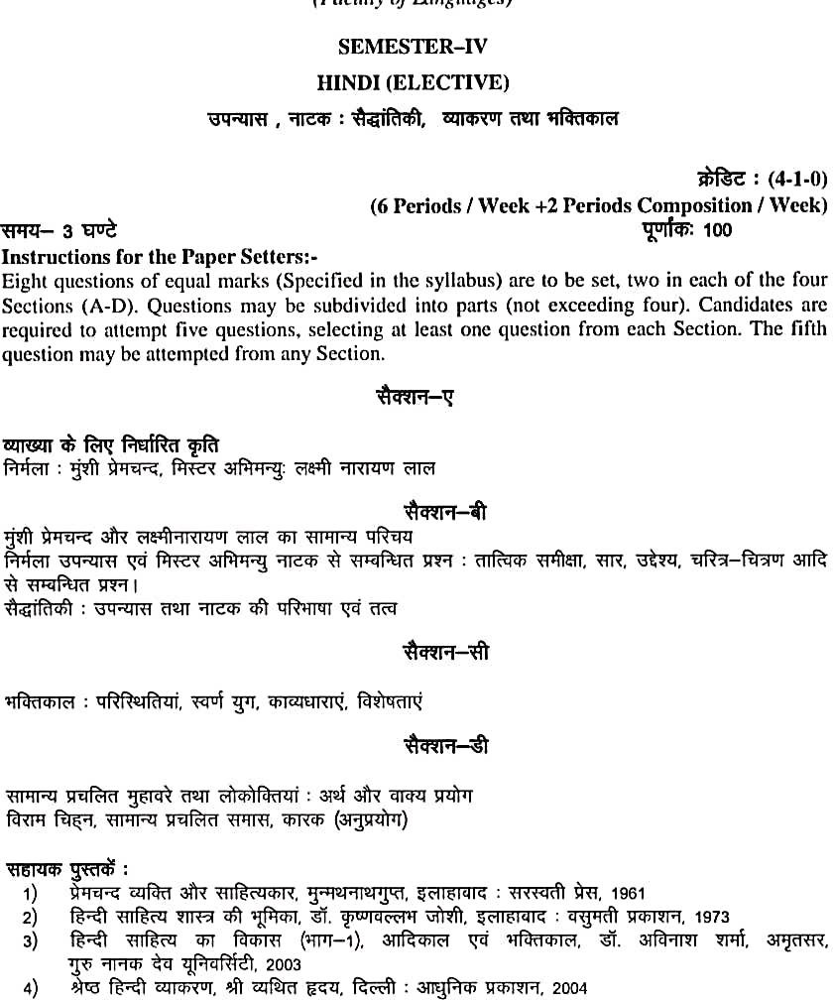 (Faculty of Languages)
SEMESTER–IV
HINDI (ELECTIVE)
उपन्यास , नाटक : सैद्धांतिकी, व्याकरण तथा भक्तिकाल
क्रेडिट : (4-1-0)
(6 Periods / Week +2 Periods Composition / Week)
समय– 3 घण्टे पूर्णांकः 100
Instructions for the Paper Setters:-
Eight questions of equal marks (Specified in the syllabus) are to be set, two in each of the four
Sections (A-D). Questions may be subdivided into parts (not exceeding four). Candidates are
required to attempt five questions, selecting at least one question from each Section. The fifth
question may be attempted from any Section.
सैक्शन–ए
व्याख्या के लिए निर्धारित कृति
निर्मला : मुंशी प्रेमचन्द, मिस्टर अभिमन्युः लक्ष्मी नारायण लाल
सैक्शन–बी
मुंशी प्रेमचन्द और लक्ष्मीनारायण लाल का सामान्य परिचय
निर्मला उपन्यास एवं मिस्टर अभिमन्यु नाटक से सम्बन्धित प्रश्न : तात्विक समीक्षा, सार, उद्देश्य, चरित्र–चित्रण आदि
से सम्बन्धित प्रश्न।
सैद्धांतिकी : उपन्यास तथा नाटक की परिभाषा एवं तत्व
सैक्शन–सी
भक्तिकाल : परिस्थितियां, स्वर्ण युग, काव्यधाराएं, विशेषताएं
सैक्शन–डी
सामान्य प्रचलित मुहावरे तथा लोकोक्तियां : अर्थ और वाक्य प्रयोग
विराम चिह्न, सामान्य प्रचलित समास, कारक (अनुप्रयोग)
सहायक पुस्तकें :
1) प्रेमचन्द व्यक्ति और साहित्यकार, मुन्मथनाथगुप्त, इलाहावाद : सरस्वती प्रेस, 1961
2) हिन्दी साहित्य शास्त्र की भूमिका, डॉ. कृष्णवल्लभ जोशी, इलाहावाद : वसुमती प्रकाशन, 1973
3) हिन्दी साहित्य का विकास (भाग–1), आदिकाल एवं भक्तिकाल, डॉ. अविनाश शर्मा, अमृतसर,
गुरु नानक देव यूनिवर्सिटी, 2003
4) श्रेष्ठ हिन्दी व्याकरण, श्री व्यथित हृदय, दिल्ली : आधुनिक प्रकाशन, 2004